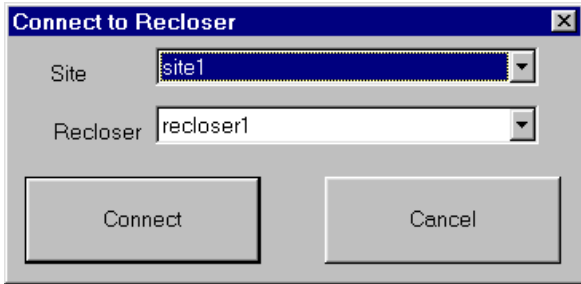 Connect to Recloser
Site site1
Recloser recloser1
Connect Cancel